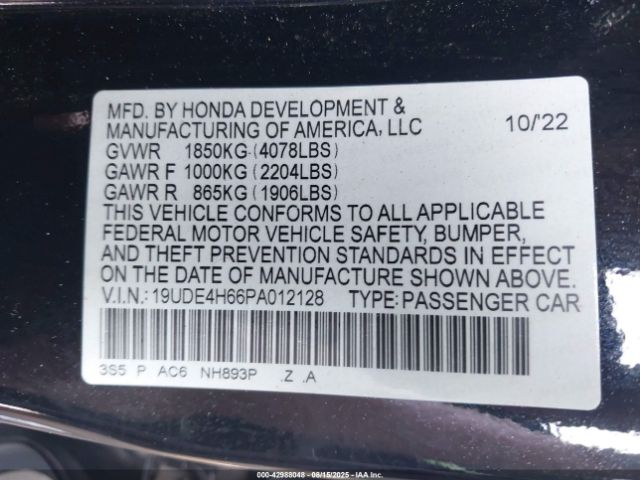 MFD. BY HONDA DEVELOPMENT &
MANUFACTURING OF AMERICA, LLC 10/'22
GVWR 1850KG (4078LBS)
GAWR F 1000KG (2204LBS)
GAWR R 865KG (1906LBS)
THIS VEHICLE CONFORMS TO ALL APPLICABLE
FEDERAL MOTOR VEHICLE SAFETY, BUMPER,
AND THEFT PREVENTION STANDARDS IN EFFECT
ON THE DATE OF MANUFACTURE SHOWN ABOVE.
V.I.N.: 19UDE4H66PA012128 TYPE: PASSENGER CAR
3S5 P AC6 NH893P .Z .A
000-42988048 - 08/15/2025 - IAA Inc.